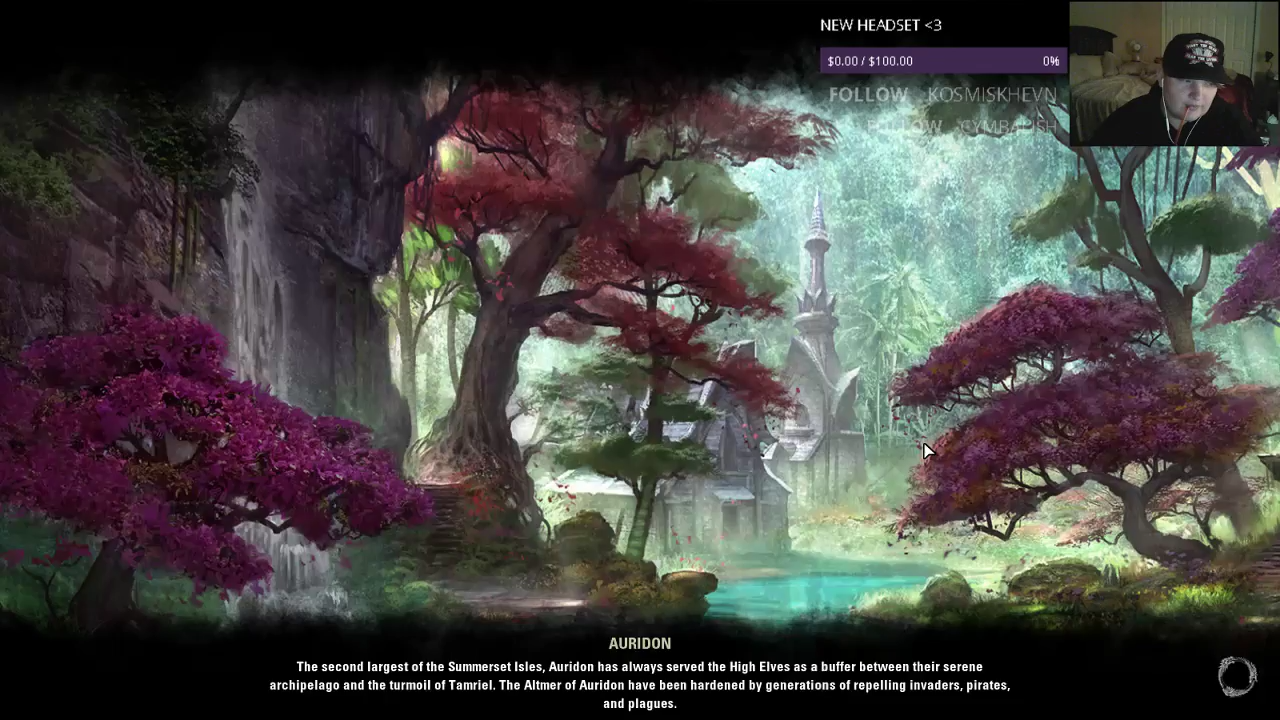 NEW HEADSET <3
$0.00 / $100.00 0%
FOLLOW KOSMISKHEVN
FOLLOW CYMBALISH
AURIDON
The second largest of the Summerset Isles, Auridon has always served the High Elves as a buffer between their serene
archipelago and the turmoil of Tamriel. The Altmer of Auridon have been hardened by generations of repelling invaders, pirates,
and plagues.